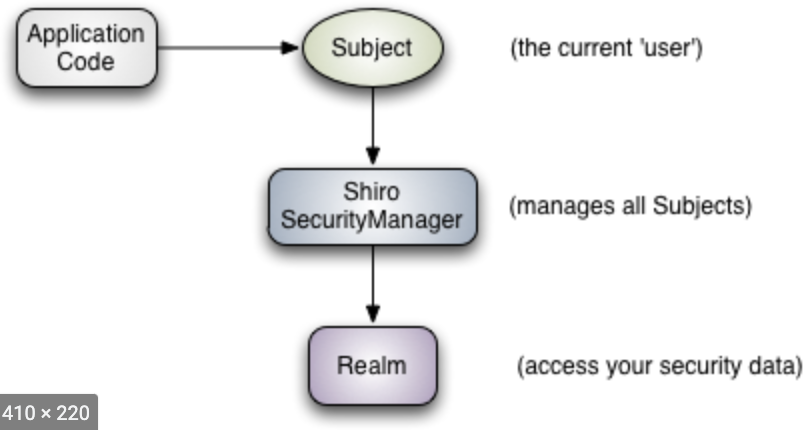 Application
Code
Subject
(the current 'user')
Shiro
SecurityManager
(manages all Subjects)
Realm
(access your security data)
410 × 220